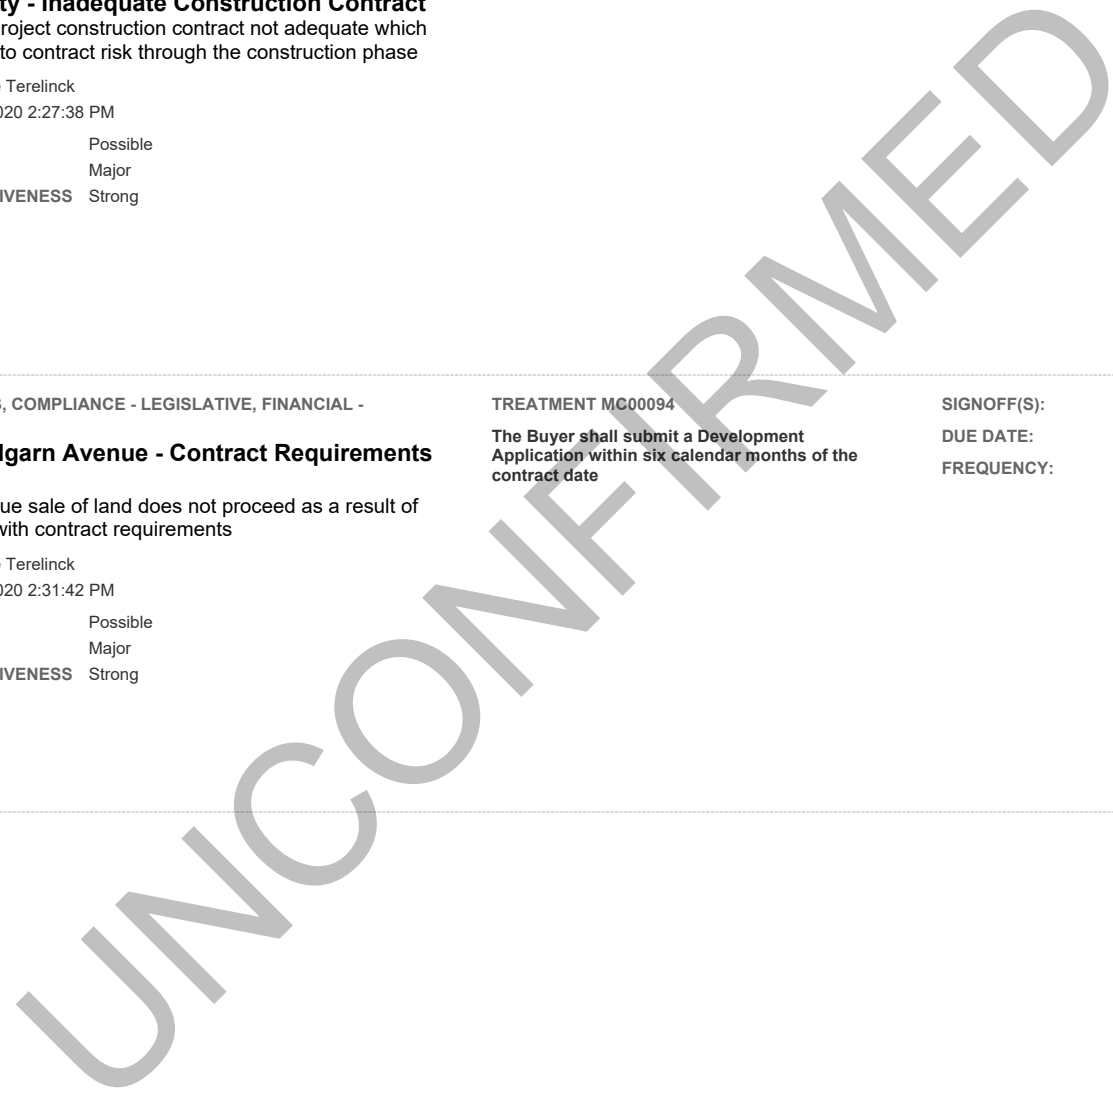 ty - Inadequate Construction Contract
roject construction contract not adequate which
to contract risk through the construction phase
Terelinck
020 2:27:38 PM
Possible
Major
IVENESS Strong
S, COMPLIANCE - LEGISLATIVE, FINANCIAL -
lgarn Avenue - Contract Requirements
ue sale of land does not proceed as a result of
with contract requirements
Terelinck
020 2:31:42 PM
Possible
Major
IVENESS Strong
TREATMENT MC00094
The Buyer shall submit a Development
Application within six calendar months of the
contract date
SIGNOFF(S):
DUE DATE:
FREQUENCY:
UNCONFIRMED